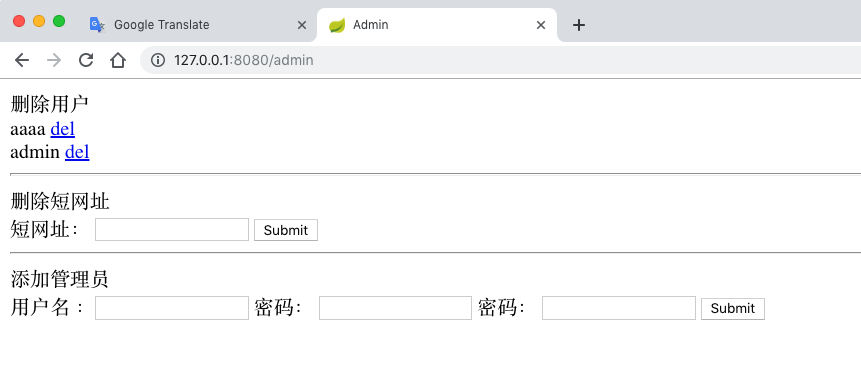 Google Translate
Admin
127.0.0.1:8080/admin
删除用户
aaaa del
admin del
删除短网址
短网址： Submit
添加管理员
用户名： 密码： 密码： Submit